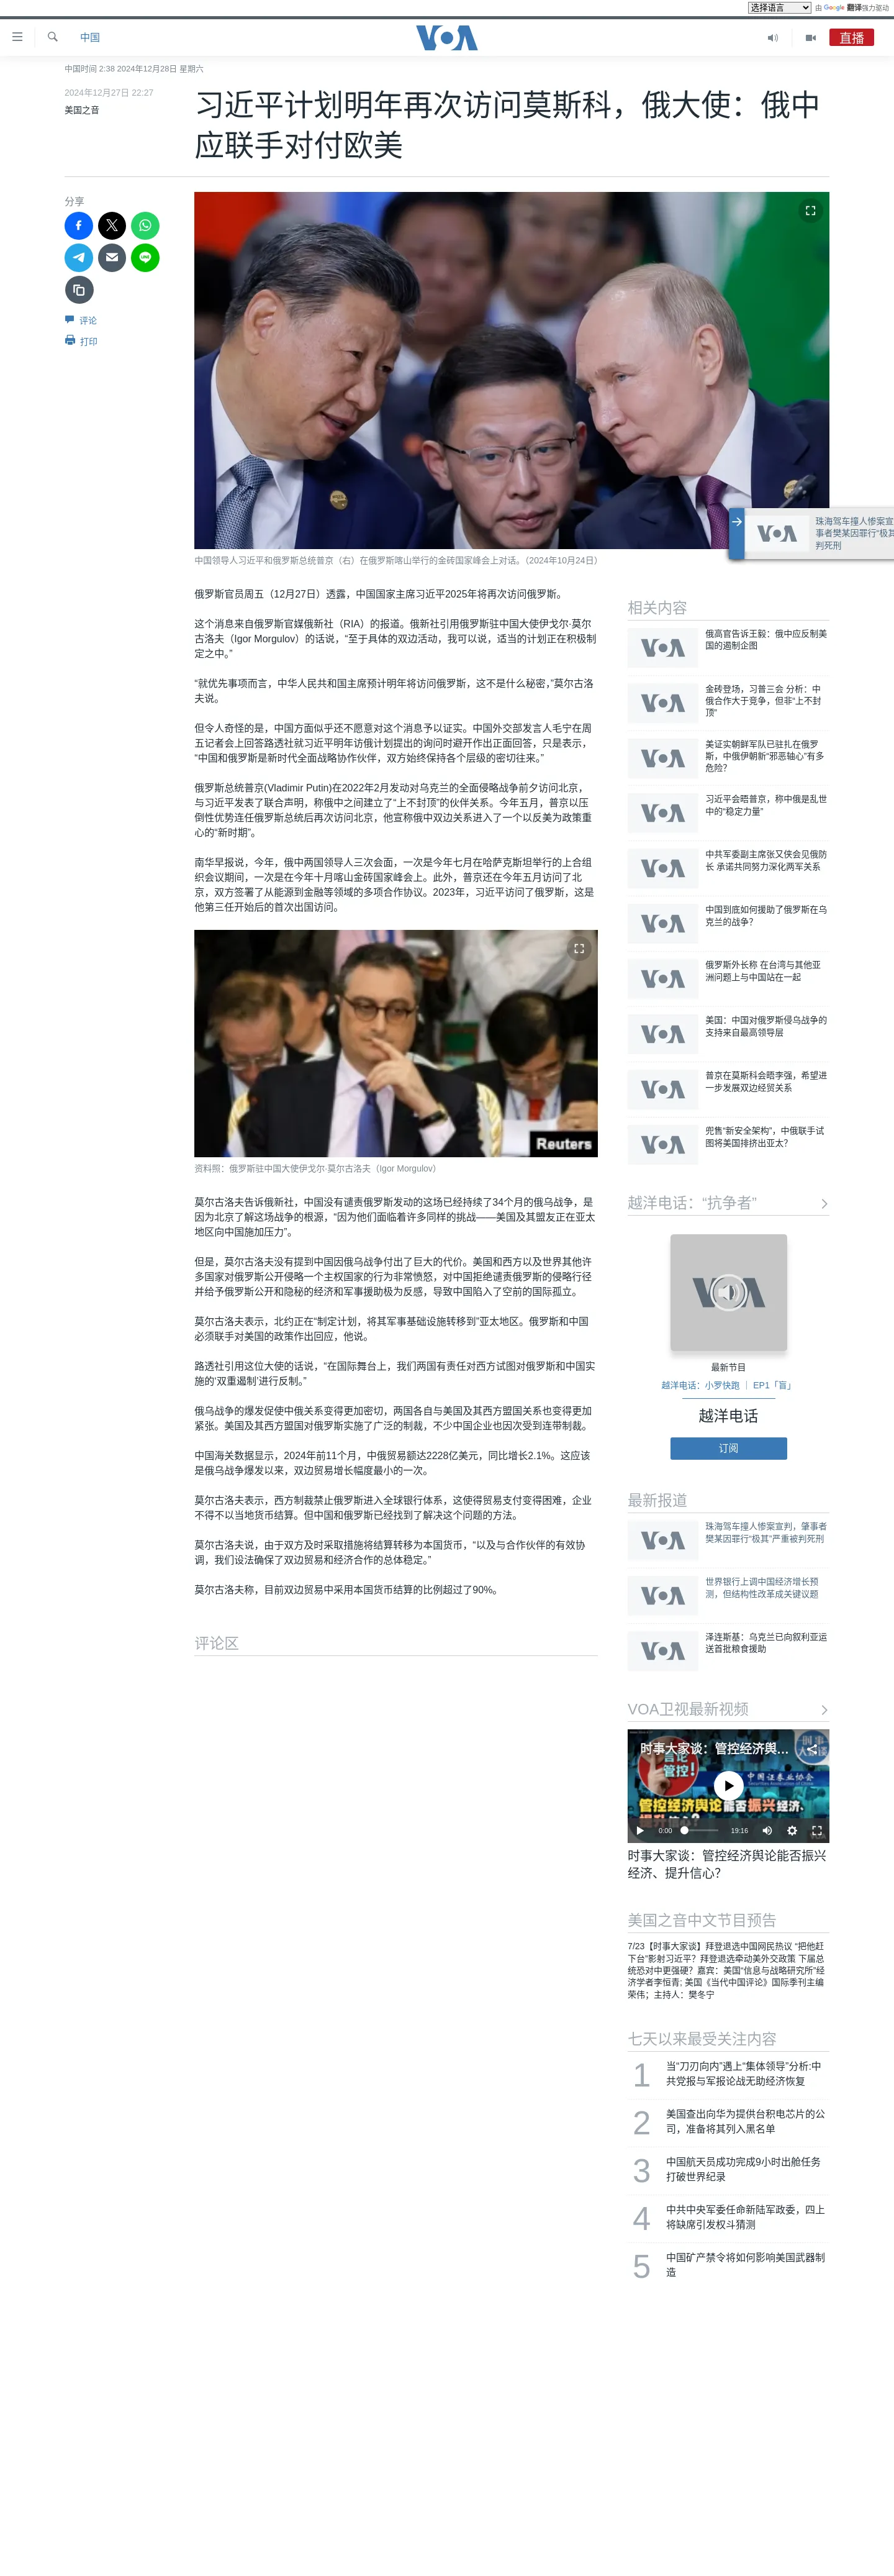 选择语言
由 Google 翻译强力驱动
中国
VOA
直播
中国时间 2:38 2024年12月28日 星期六
2024年12月27日 22:27
美国之音
习近平计划明年再次访问莫斯科，俄大使：俄中
应联手对付欧美
分享
评论
打印
中国领导人习近平和俄罗斯总统普京（右）在俄罗斯喀山举行的金砖国家峰会上对话。（2024年10月24日）
珠海驾车撞人惨案宣
事者樊某因罪行“极其
判死刑
俄罗斯官员周五（12月27日）透露，中国国家主席习近平2025年将再次访问俄罗斯。
这个消息来自俄罗斯官媒俄新社（RIA）的报道。俄新社引用俄罗斯驻中国大使伊戈尔·莫尔
古洛夫（Igor Morgulov）的话说，“至于具体的双边活动，我可以说，适当的计划正在积极制
定之中。”
“就优先事项而言，中华人民共和国主席预计明年将访问俄罗斯，这不是什么秘密，”莫尔古洛
夫说。
但令人奇怪的是，中国方面似乎还不愿意对这个消息予以证实。中国外交部发言人毛宁在周
五记者会上回答路透社就习近平明年访俄计划提出的询问时避开作出正面回答，只是表示，
“中国和俄罗斯是新时代全面战略协作伙伴，双方始终保持各个层级的密切往来。”
俄罗斯总统普京(Vladimir Putin)在2022年2月发动对乌克兰的全面侵略战争前夕访问北京，
与习近平发表了联合声明，称俄中之间建立了“上不封顶”的伙伴关系。今年五月，普京以压
倒性优势连任俄罗斯总统后再次访问北京，他宣称俄中双边关系进入了一个以反美为政策重
心的“新时期”。
南华早报说，今年，俄中两国领导人三次会面，一次是今年七月在哈萨克斯坦举行的上合组
织会议期间，一次是在今年十月喀山金砖国家峰会上。此外，普京还在今年五月访问了北
京，双方签署了从能源到金融等领域的多项合作协议。2023年，习近平访问了俄罗斯，这是
他第三任开始后的首次出国访问。
Reuters
资料照：俄罗斯驻中国大使伊戈尔·莫尔古洛夫（Igor Morgulov）
莫尔古洛夫告诉俄新社，中国没有谴责俄罗斯发动的这场已经持续了34个月的俄乌战争，是
因为北京了解这场战争的根源，“因为他们面临着许多同样的挑战——美国及其盟友正在亚太
地区向中国施加压力”。
但是，莫尔古洛夫没有提到中国因俄乌战争付出了巨大的代价。美国和西方以及世界其他许
多国家对俄罗斯公开侵略一个主权国家的行为非常愤怒，对中国拒绝谴责俄罗斯的侵略行径
并给予俄罗斯公开和隐秘的经济和军事援助极为反感，导致中国陷入了空前的国际孤立。
莫尔古洛夫表示，北约正在“制定计划，将其军事基础设施转移到”亚太地区。俄罗斯和中国
必须联手对美国的政策作出回应，他说。
路透社引用这位大使的话说，“在国际舞台上，我们两国有责任对西方试图对俄罗斯和中国实
施的‘双重遏制’进行反制。”
俄乌战争的爆发促使中俄关系变得更加密切，两国各自与美国及其西方盟国关系也变得更加
紧张。美国及其西方盟国对俄罗斯实施了广泛的制裁，不少中国企业也因次受到连带制裁。
中国海关数据显示，2024年前11个月，中俄贸易额达2228亿美元，同比增长2.1%。这应该
是俄乌战争爆发以来，双边贸易增长幅度最小的一次。
莫尔古洛夫表示，西方制裁禁止俄罗斯进入全球银行体系，这使得贸易支付变得困难，企业
不得不以当地货币结算。但中国和俄罗斯已经找到了解决这个问题的方法。
莫尔古洛夫说，由于双方及时采取措施将结算转移为本国货币，“以及与合作伙伴的有效协
调，我们设法确保了双边贸易和经济合作的总体稳定。”
莫尔古洛夫称，目前双边贸易中采用本国货币结算的比例超过了90%。
评论区
相关内容
VOA
俄高官告诉王毅：俄中应反制美
国的遏制企图
VOA
金砖登场，习普三会 分析：中
俄合作大于竞争，但非“上不封
顶”
VOA
美证实朝鲜军队已驻扎在俄罗
斯，中俄伊朝新“邪恶轴心”有多
危险？
VOA
习近平会晤普京，称中俄是乱世
中的“稳定力量”
VOA
中共军委副主席张又侠会见俄防
长 承诺共同努力深化两军关系
VOA
中国到底如何援助了俄罗斯在乌
克兰的战争？
VOA
俄罗斯外长称 在台湾与其他亚
洲问题上与中国站在一起
VOA
美国：中国对俄罗斯侵乌战争的
支持来自最高领导层
VOA
普京在莫斯科会晤李强，希望进
一步发展双边经贸关系
VOA
兜售“新安全架构”，中俄联手试
图将美国排挤出亚太？
越洋电话：“抗争者”
最新节目
越洋电话：小罗快跑 ｜ EP1「盲」
越洋电话
订阅
最新报道
VOA
珠海驾车撞人惨案宣判，肇事者
樊某因罪行“极其”严重被判死刑
VOA
世界银行上调中国经济增长预
测，但结构性改革成关键议题
VOA
泽连斯基：乌克兰已向叙利亚运
送首批粮食援助
VOA卫视最新视频
时事大家谈：管控经济舆…
言论
管控！
中国证券业协会
管控经济舆论能否振兴经济、
提升信心？
0:00
19:16
时事大家谈：管控经济舆论能否振兴
经济、提升信心？
美国之音中文节目预告
7/23【时事大家谈】拜登退选中国网民热议 “把他赶
下台”影射习近平？拜登退选牵动美外交政策 下届总
统恐对中更强硬？嘉宾：美国“信息与战略研究所”经
济学者李恒青; 美国《当代中国评论》国际季刊主编
荣伟；主持人：樊冬宁
七天以来最受关注内容
1
当“刀刃向内”遇上“集体领导”分析:中
共党报与军报论战无助经济恢复
2
美国查出向华为提供台积电芯片的公
司，准备将其列入黑名单
3
中国航天员成功完成9小时出舱任务
打破世界纪录
4
中共中央军委任命新陆军政委，四上
将缺席引发权斗猜测
5
中国矿产禁令将如何影响美国武器制
造